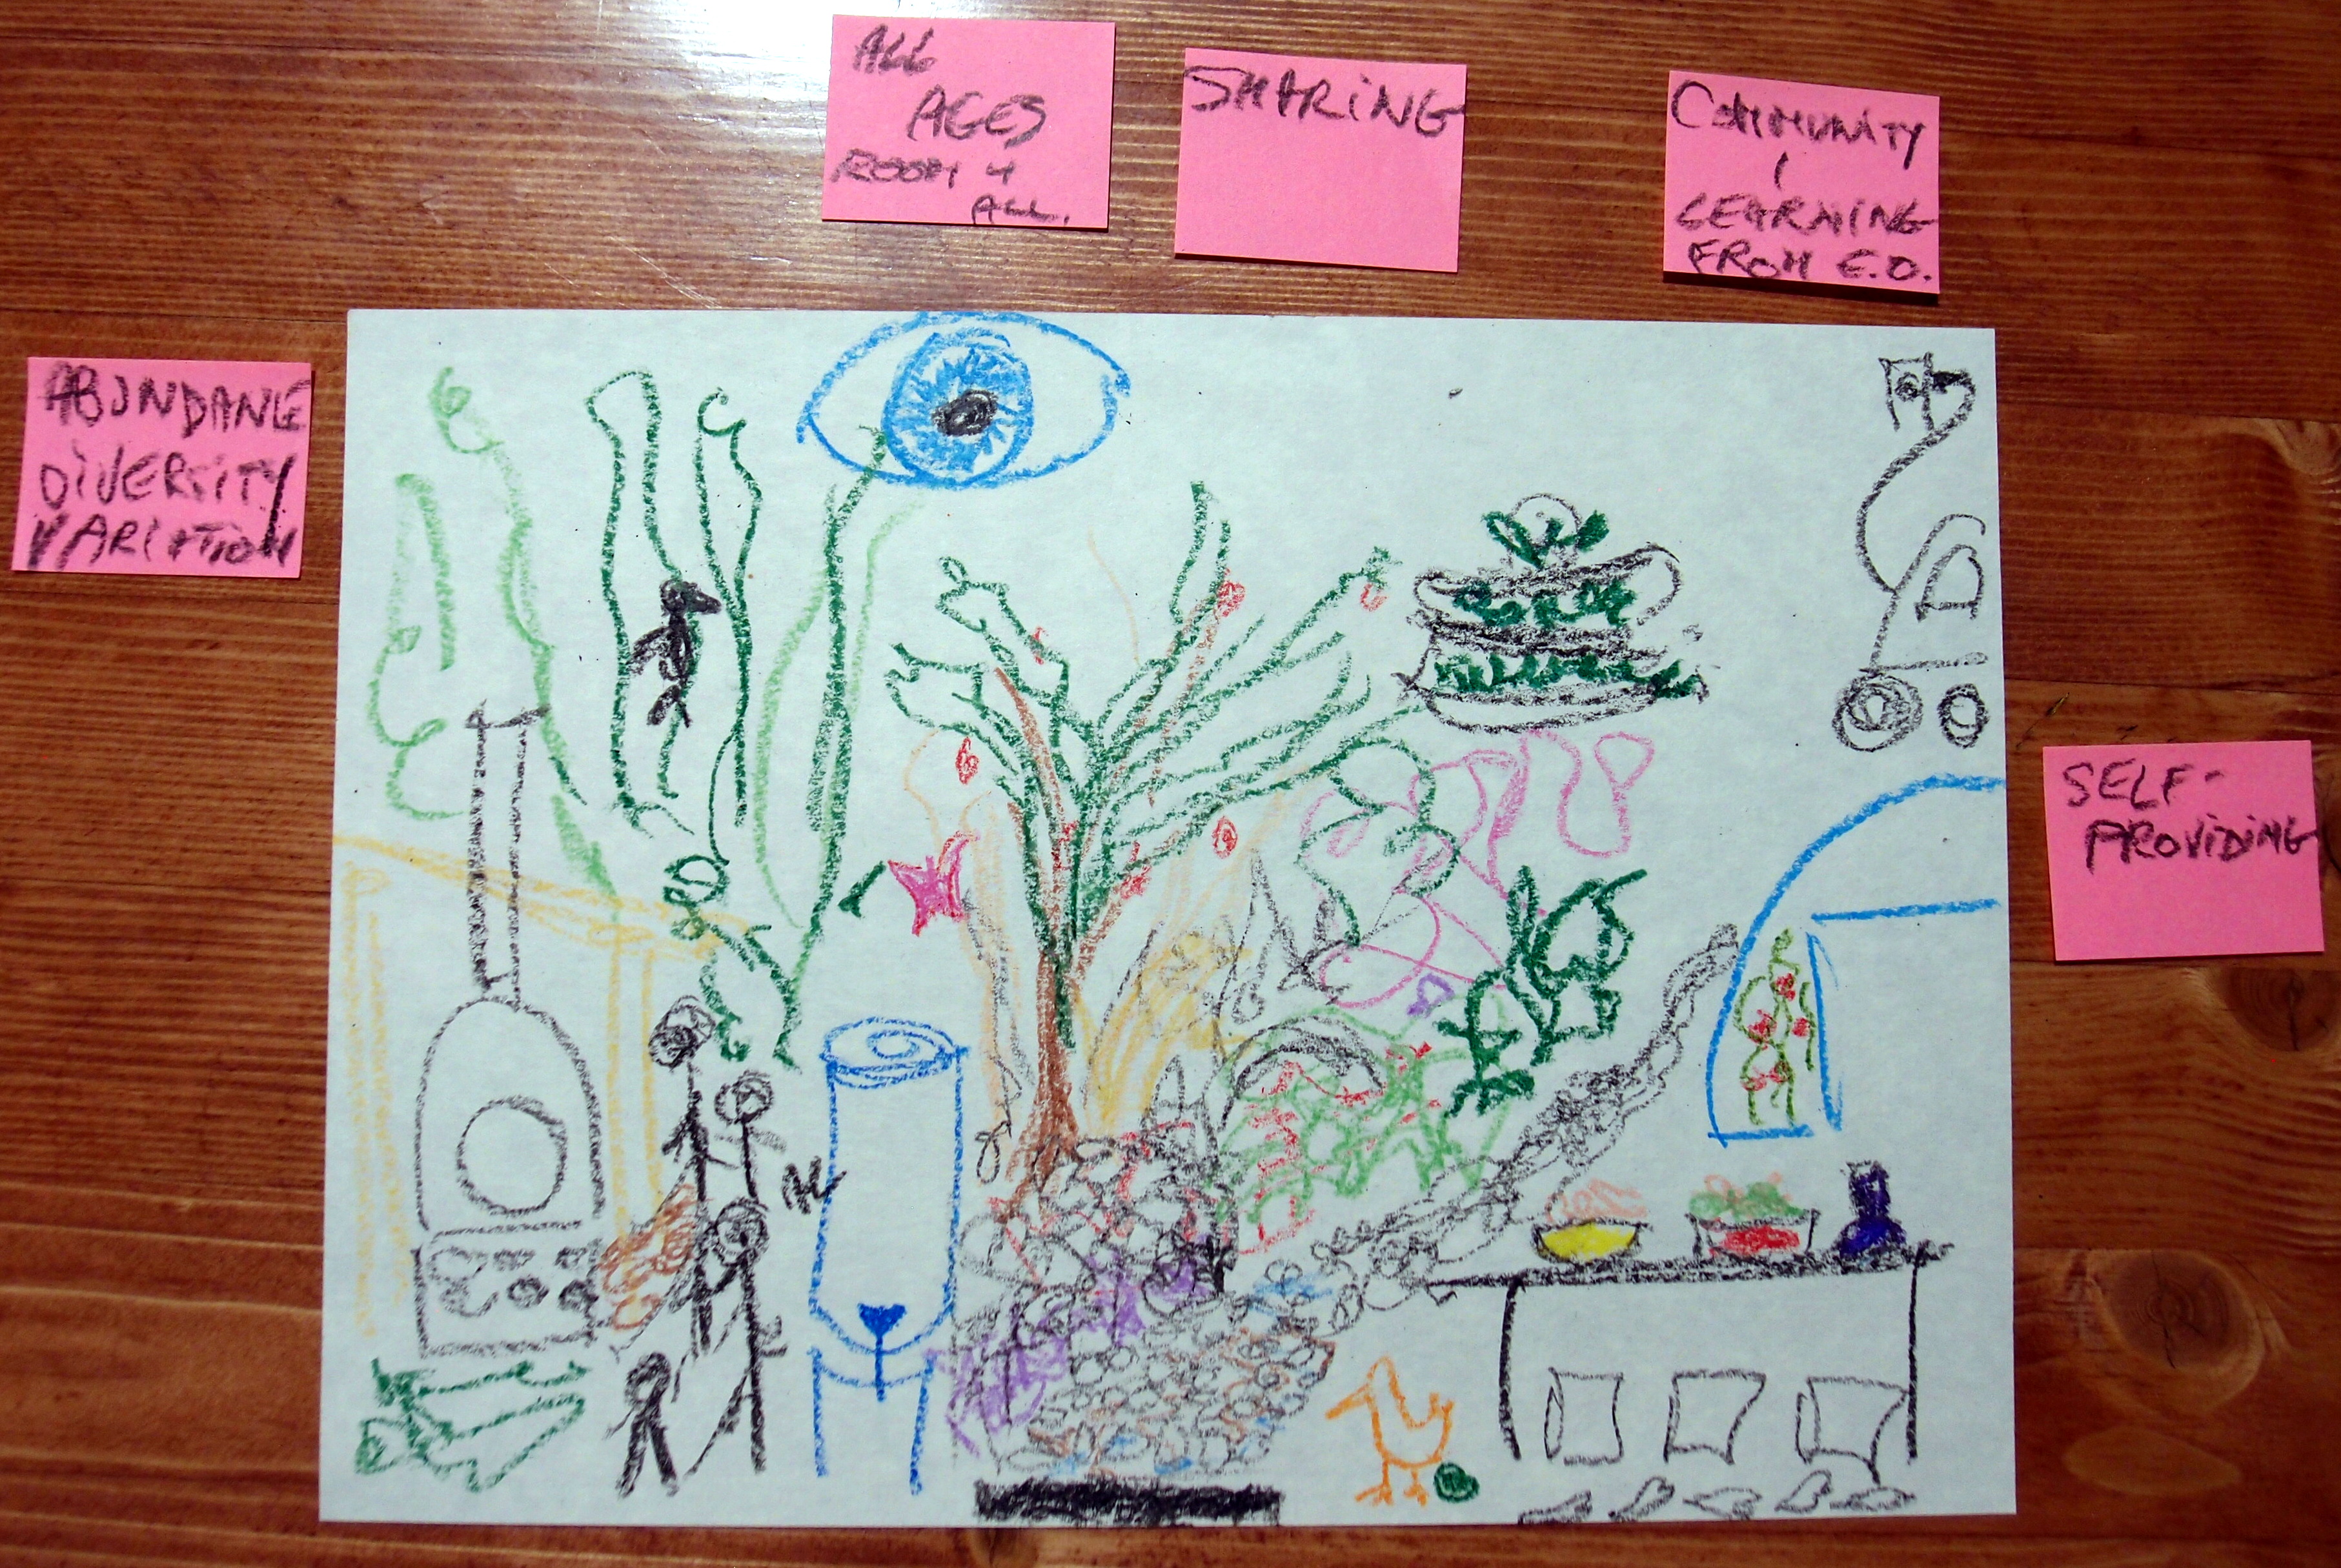 ALL
AGES
ROOM 4
ALL.
SHARING
COMMUNITY
LEARNING
FROM E.O.
ABUNDANCE
DIVERSITY
VARIATION
SELF-
PROVIDING